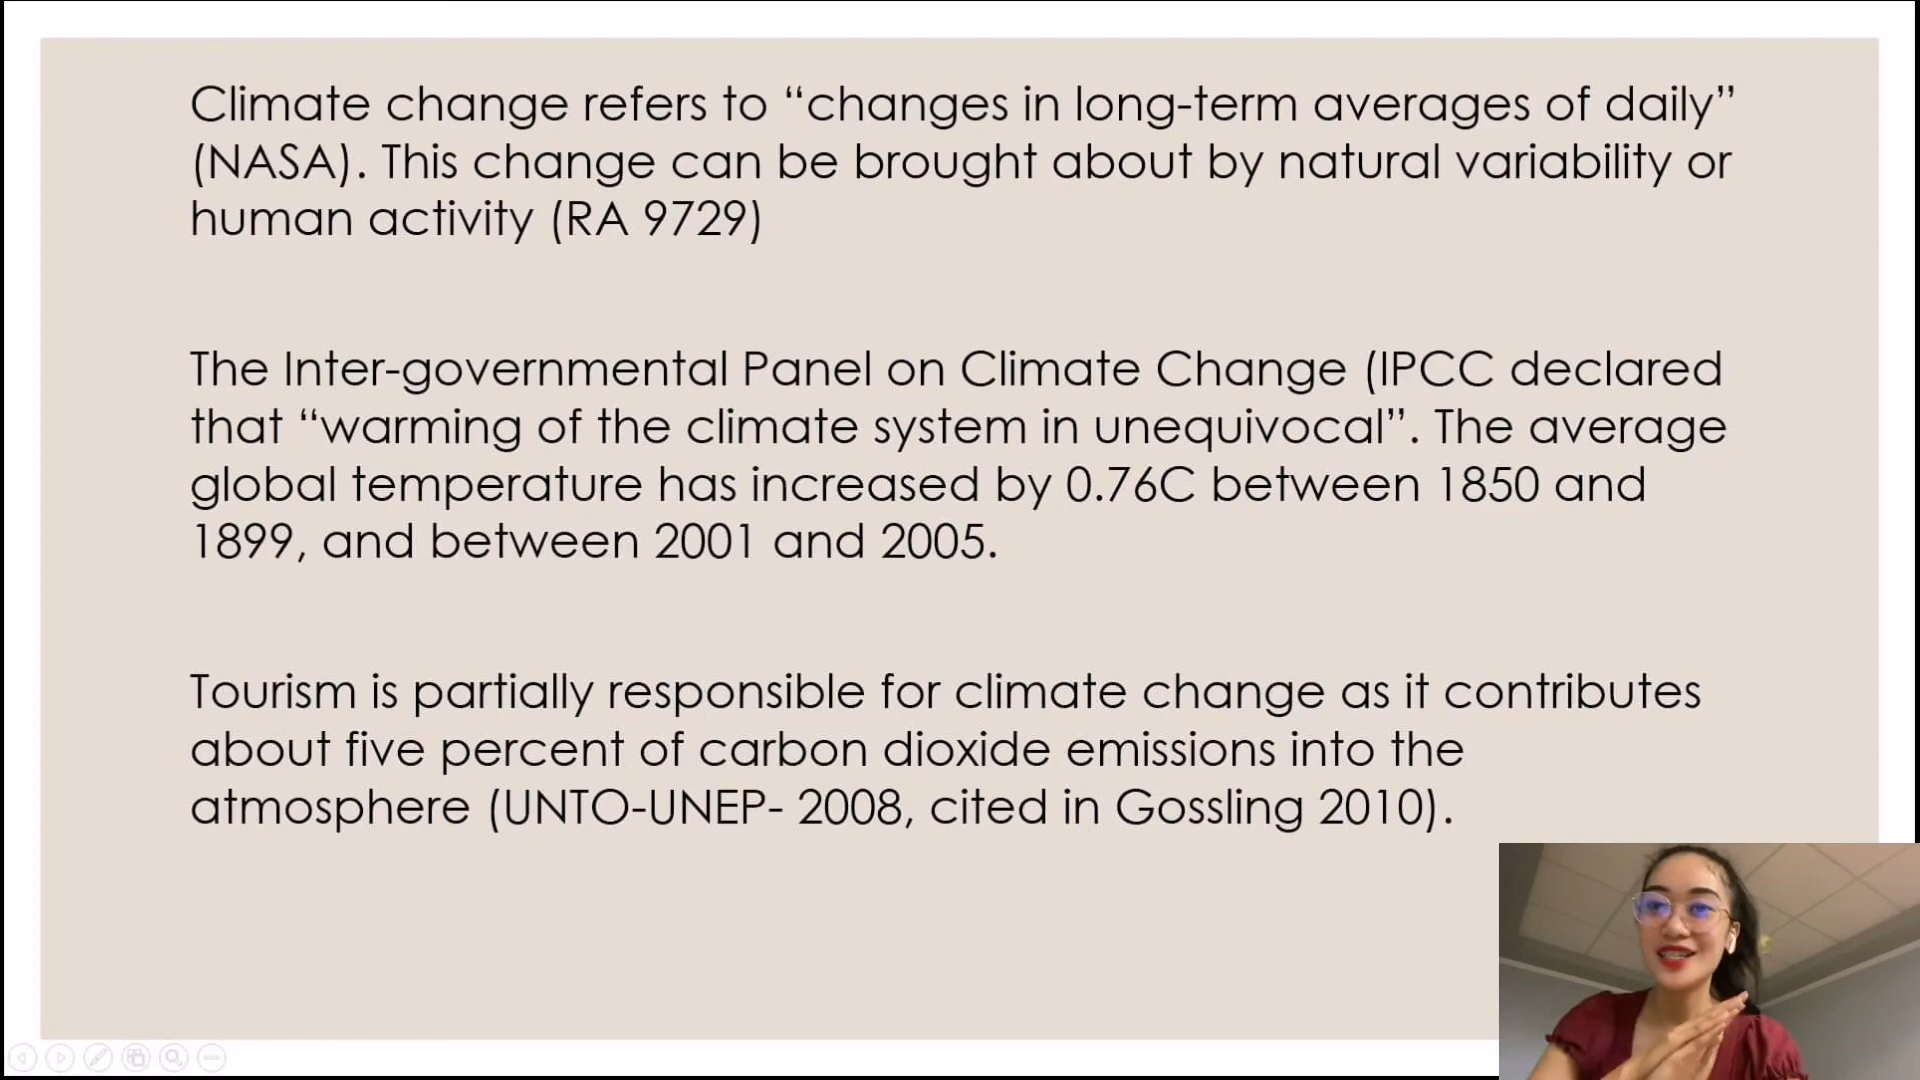 Climate change refers to “changes in long-term averages of daily”
(NASA). This change can be brought about by natural variability or
human activity (RA 9729)
The Inter-governmental Panel on Climate Change (IPCC declared
that “warming of the climate system in unequivocal”. The average
global temperature has increased by 0.76C between 1850 and
1899, and between 2001 and 2005.
Tourism is partially responsible for climate change as it contributes
about five percent of carbon dioxide emissions into the
atmosphere (UNTO-UNEP- 2008, cited in Gossling 2010).